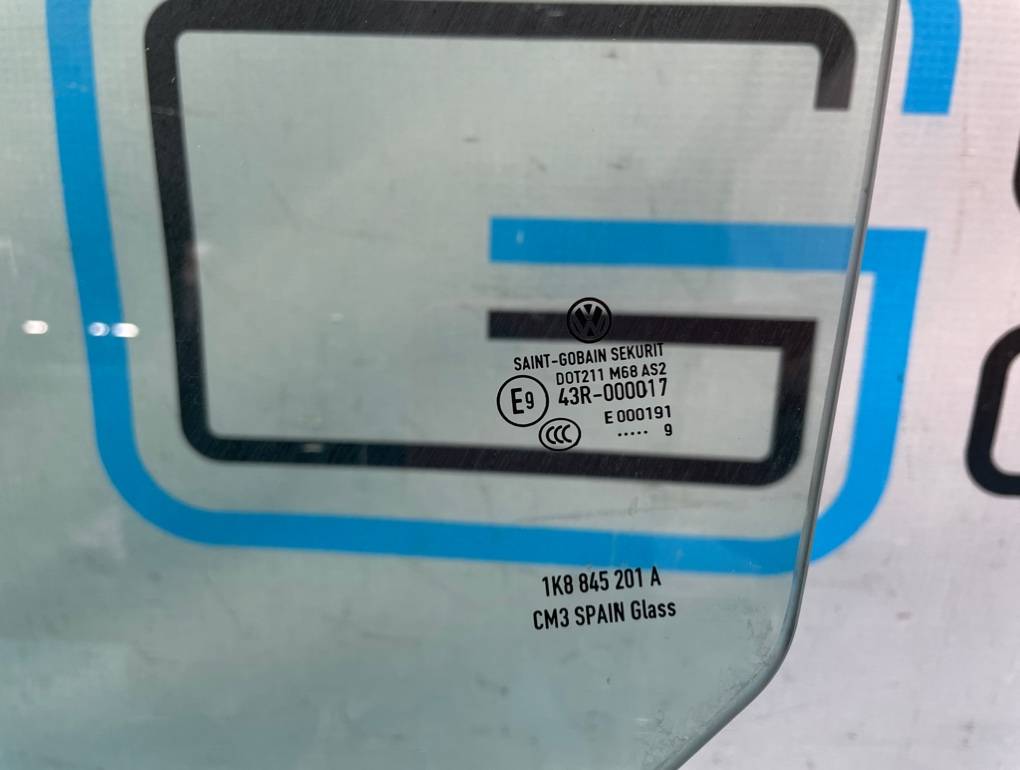 SAINT-GOBAIN SEKURIT
DOT211 M68 AS2
E9 43R-000017
E 000191
CCC ..... 9
1K8 845 201 A
CM3 SPAIN Glass